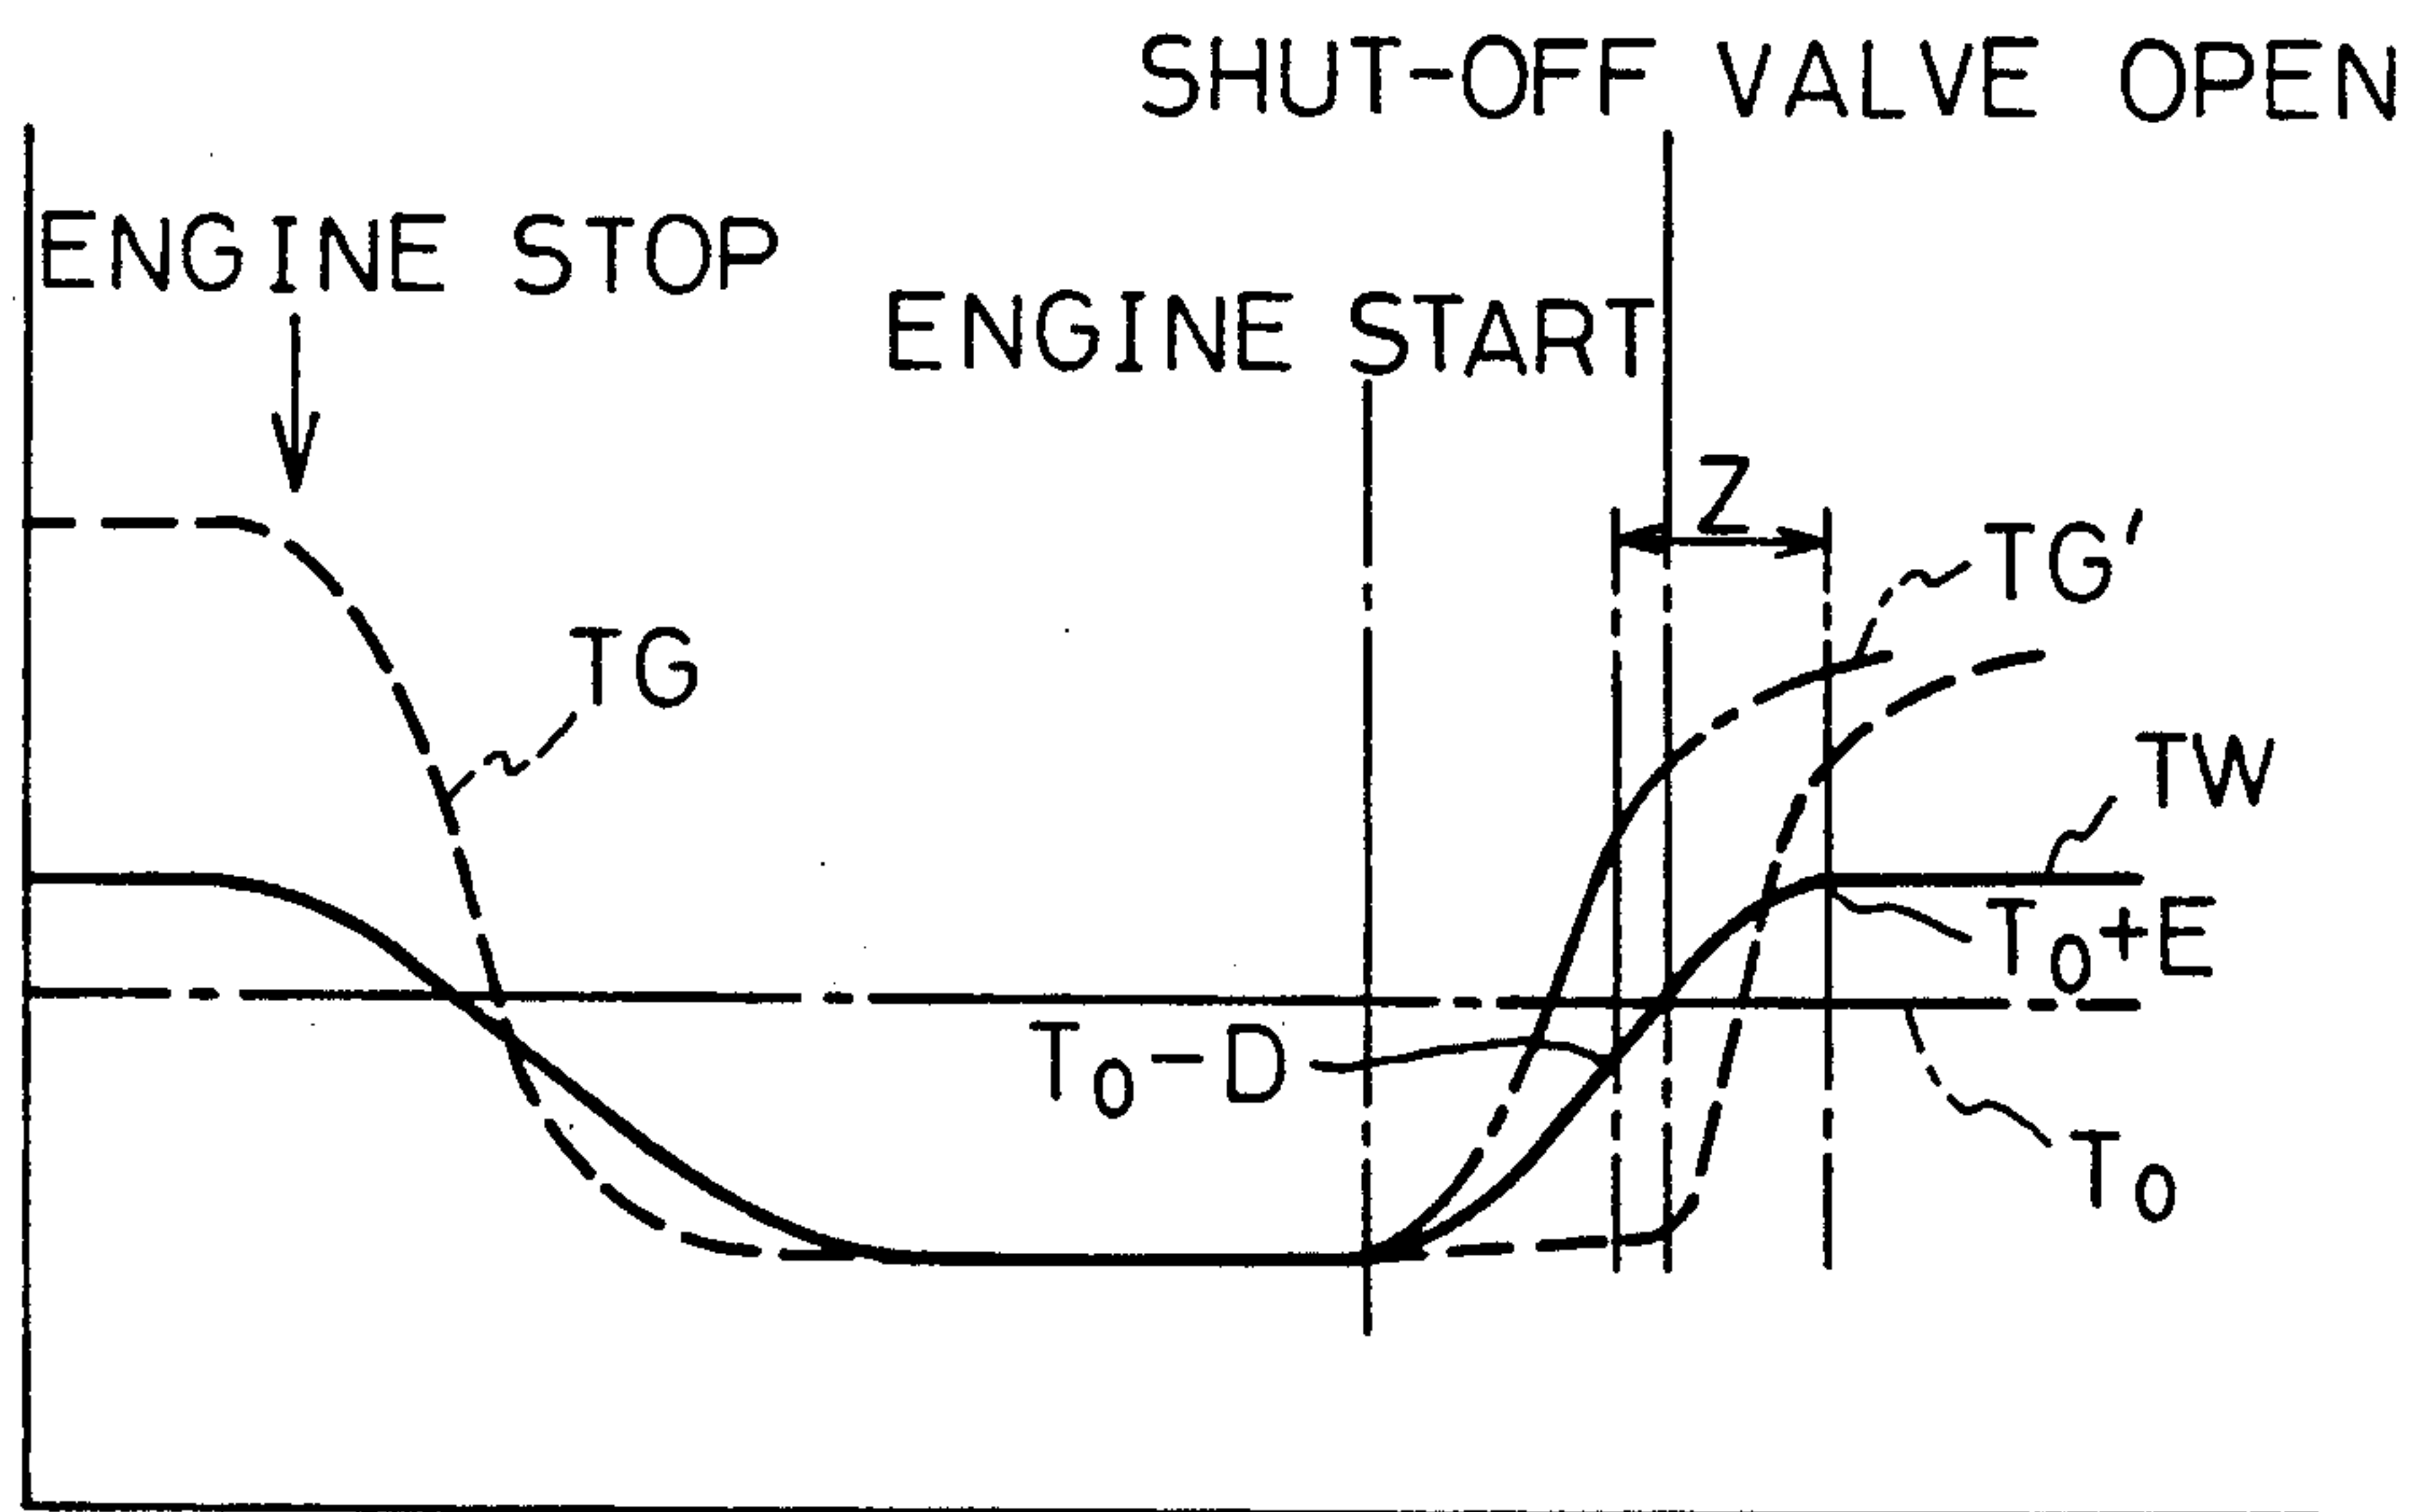 SHUT-OFF VALVE OPEN
ENGINE STOP
ENGINE START
Z
TG'
TG
TW
T₀+E
T₀-D
T₀